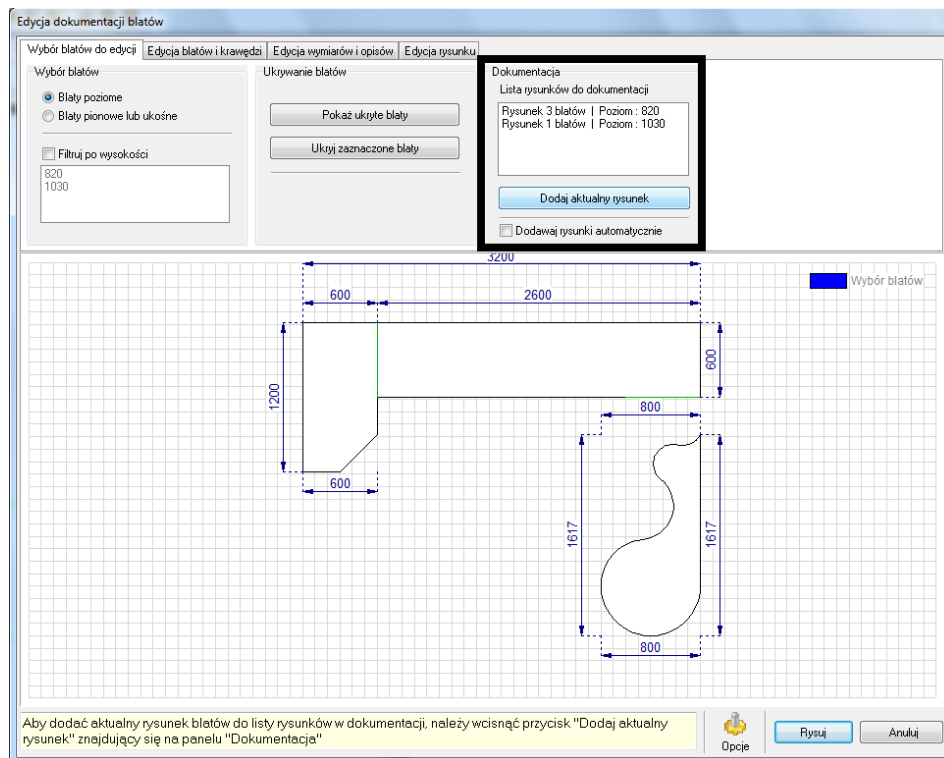 Edycja dokumentacji blatów
Wybór blatów do edycji Edycja blatów i krawędzi Edycja wymiarów i opisów Edycja rysunku
Wybór blatów
Blaty poziome
Blaty pionowe lub ukośne
Filtruj po wysokości
820
1030
Ukrywanie blatów
Pokaż ukryte blaty
Ukryj zaznaczone blaty
Dokumentacja
Lista rysunków do dokumentacji
Rysunek 3 blatów | Poziom : 820
Rysunek 1 blatów | Poziom : 1030
Dodaj aktualny rysunek
Dodawaj rysunki automatycznie
3200
Wybór blatów
600
2600
600
1200
800
600
1617
1617
800
Aby dodać aktualny rysunek blatów do listy rysunków w dokumentacji, należy wcisnąć przycisk "Dodaj aktualny
rysunek" znajdujący się na panelu "Dokumentacja"
Opcje
Rysuj
Anuluj